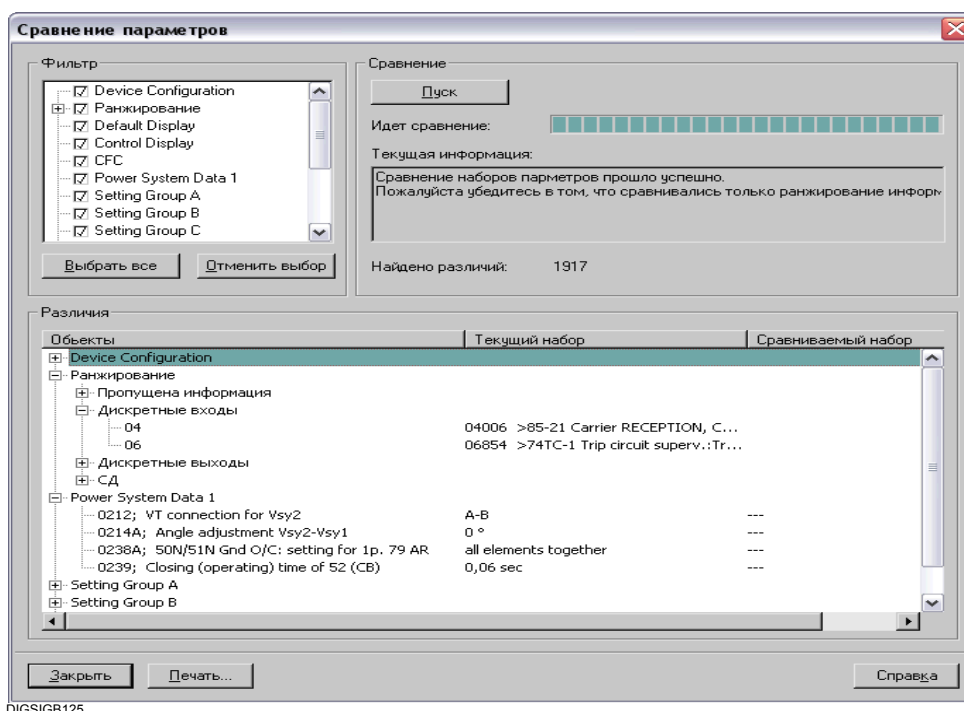 Сравнение параметров
Фильтр
Device Configuration
Ранжирование
Default Display
Control Display
CFC
Power System Data 1
Setting Group A
Setting Group B
Setting Group C
Выбрать все
Отменить выбор
Сравнение
Пуск
Идет сравнение:
Текущая информация:
Сравнение наборов парметров прошло успешно.
Пожалуйста убедитесь в том, что сравнивались только ранжирование информ
Найдено различий: 1917
Различия
Обьекты Текущий набор Сравниваемый набор
Device Configuration
Ранжирование
Пропущена информация
Дискретные входы
04 04006 >85-21 Carrier RECEPTION, C...
06 06854 >74TC-1 Trip circuit superv.:Tr...
Дискретные выходы
СД
Power System Data 1
0212; VT connection for Vsy2 A-B ---
0214A; Angle adjustment Vsy2-Vsy1 0 ° ---
0238A; 50N/51N Gnd O/C: setting for 1p. 79 AR all elements together ---
0239; Closing (operating) time of 52 (CB) 0,06 sec ---
Setting Group A
Setting Group B
Закрыть
Печать...
Справка
DIGSIGB125